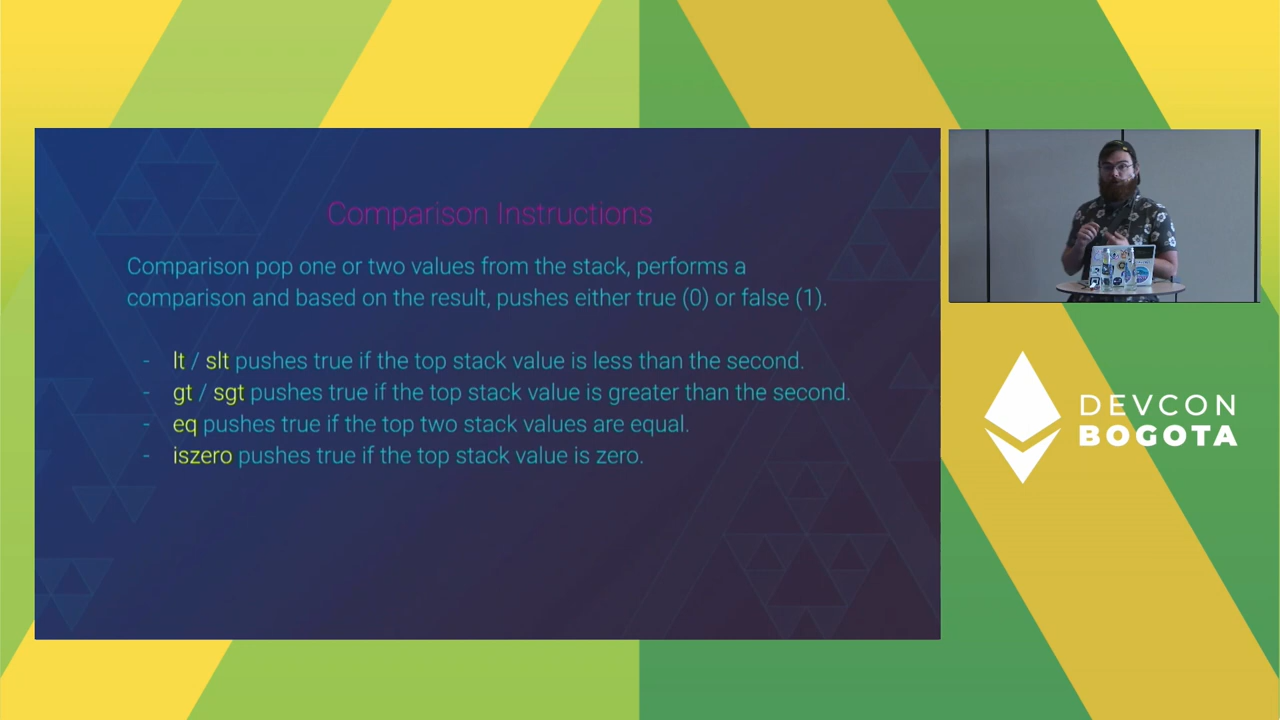 Comparison Instructions
Comparison pop one or two values from the stack, performs a
comparison and based on the result, pushes either true (0) or false (1).
- lt / slt pushes true if the top stack value is less than the second.
- gt / sgt pushes true if the top stack value is greater than the second.
- eq pushes true if the top two stack values are equal.
- iszero pushes true if the top stack value is zero.
DEVCON
BOGOTA